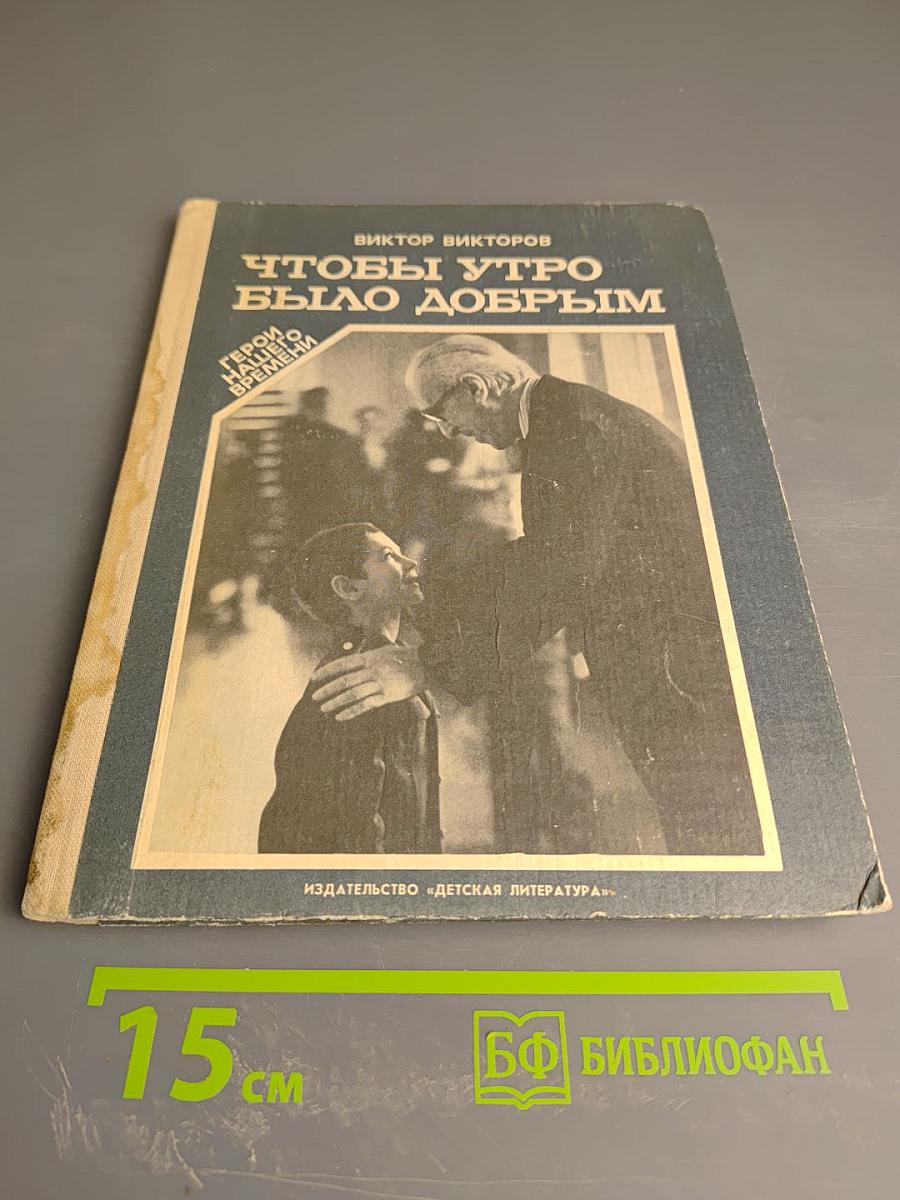 ВИКТОР ВИКТОРОВ
ЧТОБЫ УТРО
БЫЛО ДОБРЫМ
ГЕРОИ
НАШЕГО
ВРЕМЕНИ
ИЗДАТЕЛЬСТВО «ДЕТСКАЯ ЛИТЕРАТУРА»
15 см
БФ БИБЛИОФАН